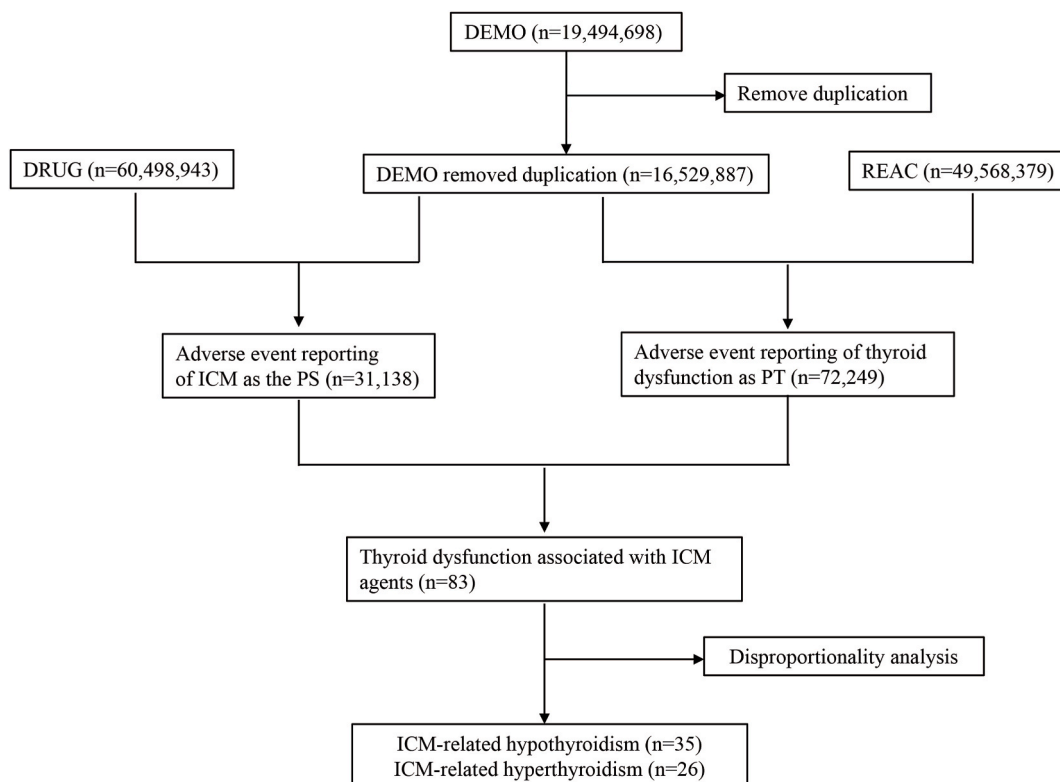 DEMO (n=19,494,698)
Remove duplication
DRUG (n=60,498,943)
DEMO removed duplication (n=16,529,887)
REAC (n=49,568,379)
Adverse event reporting
of ICM as the PS (n=31,138)
Adverse event reporting of thyroid
dysfunction as PT (n=72,249)
Thyroid dysfunction associated with ICM
agents (n=83)
Disproportionality analysis
ICM-related hypothyroidism (n=35)
ICM-related hyperthyroidism (n=26)